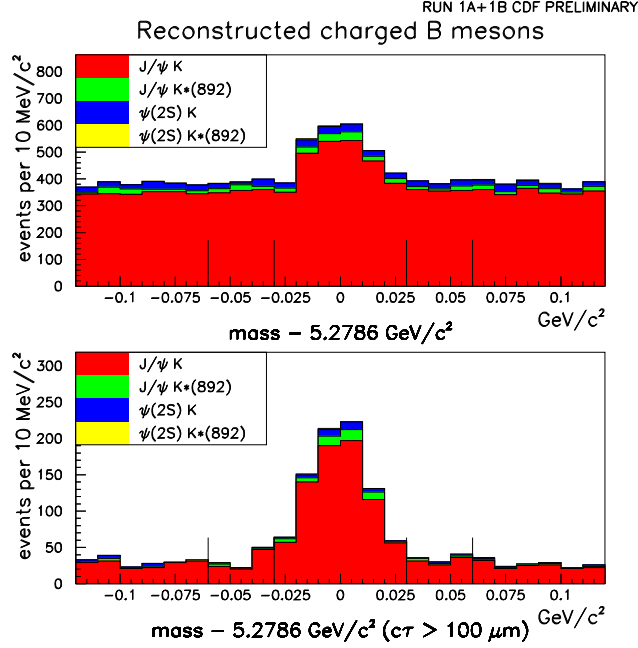 RUN 1A+1B CDF PRELIMINARY
Reconstructed charged B mesons
events per 10 MeV/c²
800
700
600
500
400
300
200
100
0
J/ψ K
J/ψ K*(892)
ψ(2S) K
ψ(2S) K*(892)
-0.1 -0.075 -0.05 -0.025 0 0.025 0.05 0.075 0.1
GeV/c²
mass - 5.2786 GeV/c²
events per 10 MeV/c²
300
250
200
150
100
50
0
J/ψ K
J/ψ K*(892)
ψ(2S) K
ψ(2S) K*(892)
-0.1 -0.075 -0.05 -0.025 0 0.025 0.05 0.075 0.1
GeV/c²
mass - 5.2786 GeV/c² (cτ > 100 μm)